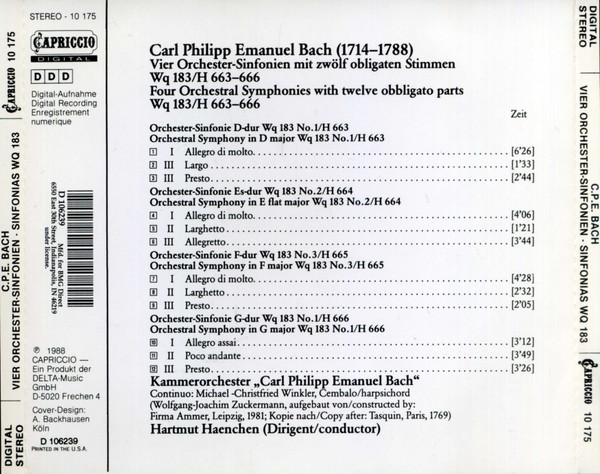 STEREO - 10 175
CAPRICCIO
DIGITAL
D D D
Digital-Aufnahme
Digital Recording
Enregistrement
numerique
D 106239
Mfd. for BMG Direct
6550 East 30th Street, Indianapolis, IN 46219
under license.
℗ 1988
CAPRICCIO —
Ein Produkt der
DELTA-Music
GmbH
D-5020 Frechen 4
Cover-Design:
A. Backhausen
Köln
D 106239
PRINTED IN THE U.S.A.
Carl Philipp Emanuel Bach (1714–1788)
Vier Orchester-Sinfonien mit zwölf obligaten Stimmen
Wq 183/H 663–666
Four Orchestral Symphonies with twelve obbligato parts
Wq 183/H 663–666
Zeit
Orchester-Sinfonie D-dur Wq 183 No.1/H 663
Orchestral Symphony in D major Wq 183 No.1/H 663
1 I Allegro di molto [6'26]
2 III Largo [1'33]
3 III Presto [2'44]
Orchester-Sinfonie Es-dur Wq 183 No.2/H 664
Orchestral Symphony in E flat major Wq 183 No.2/H 664
4 I Allegro di molto [4'06]
5 II Larghetto [1'21]
6 III Allegretto [3'44]
Orchester-Sinfonie F-dur Wq 183 No.3/H 665
Orchestral Symphony in F major Wq 183 No.3/H 665
7 I Allegro di molto [4'28]
8 II Larghetto [2'32]
9 III Presto [2'05]
Orchester-Sinfonie G-dur Wq 183 No.1/H 666
Orchestral Symphony in G major Wq 183 No.1/H 666
10 I Allegro assai [3'12]
11 II Poco andante [3'49]
12 III Presto [3'26]
Kammerorchester „Carl Philipp Emanuel Bach"
Continuo: Michael -Christfried Winkler, Cembalo/harpsichord
(Wolfgang-Joachim Zuckermann, aufgebaut von/constructed by:
Firma Ammer, Leipzig, 1981; Kopie nach/Copy after: Tasquin, Paris, 1769)
Hartmut Haenchen (Dirigent/conductor)
DIGITAL
STEREO
C.P.E. BACH
VIER ORCHESTER-SINFONIEN · SINFONIAS WQ 183
CAPRICCIO
10 175
DIGITAL
STEREO
C.P.E. BACH
VIER ORCHESTER-SINFONIEN · SINFONIAS WQ 183
CAPRICCIO
10 175